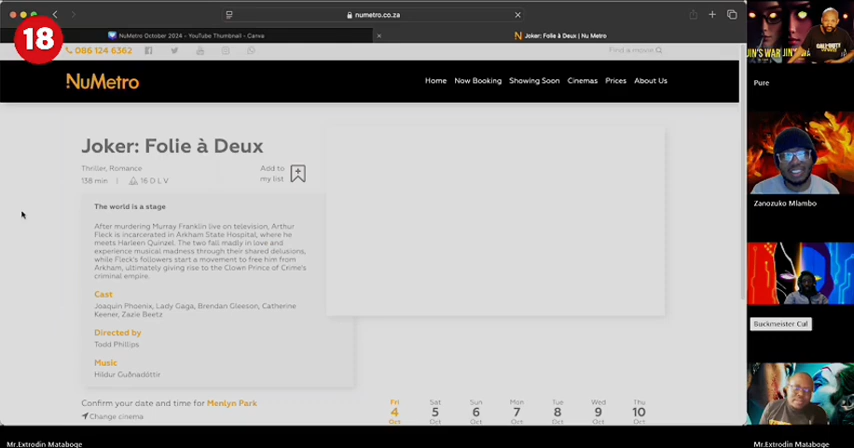 numetro.co.za
NuMetro October 2024 - YouTube Thumbnail - Canva
Joker: Folie à Deux | Nu Metro
18
086 124 6362
Find a movie
NuMetro
Home Now Booking Showing Soon Cinemas Prices About Us
Joker: Folie à Deux
Thriller, Romance
138 min | 16 D L V
Add to
my list
The world is a stage
After murdering Murray Franklin live on television, Arthur
Fleck is incarcerated in Arkham State Hospital, where he
meets Harleen Quinzel. The two fall madly in love and
experience musical madness through their shared delusions,
while Fleck's followers start a movement to free him from
Arkham, ultimately giving rise to the Clown Prince of Crime's
criminal empire.
Cast
Joaquin Phoenix, Lady Gaga, Brendan Gleeson, Catherine
Keener, Zazie Beetz
Directed by
Todd Phillips
Music
Hildur Guðnadóttir
Confirm your date and time for Menlyn Park
Change cinema
Fri Sat Sun Mon Tue Wed Thu
4 5 6 7 8 9 10
Oct Oct Oct Oct Oct Oct Oct
Pure
Zanozuko Mlambo
Buckmeister Cul
Mr.Extrodin Mataboge
Mr.Extrodin Mataboge